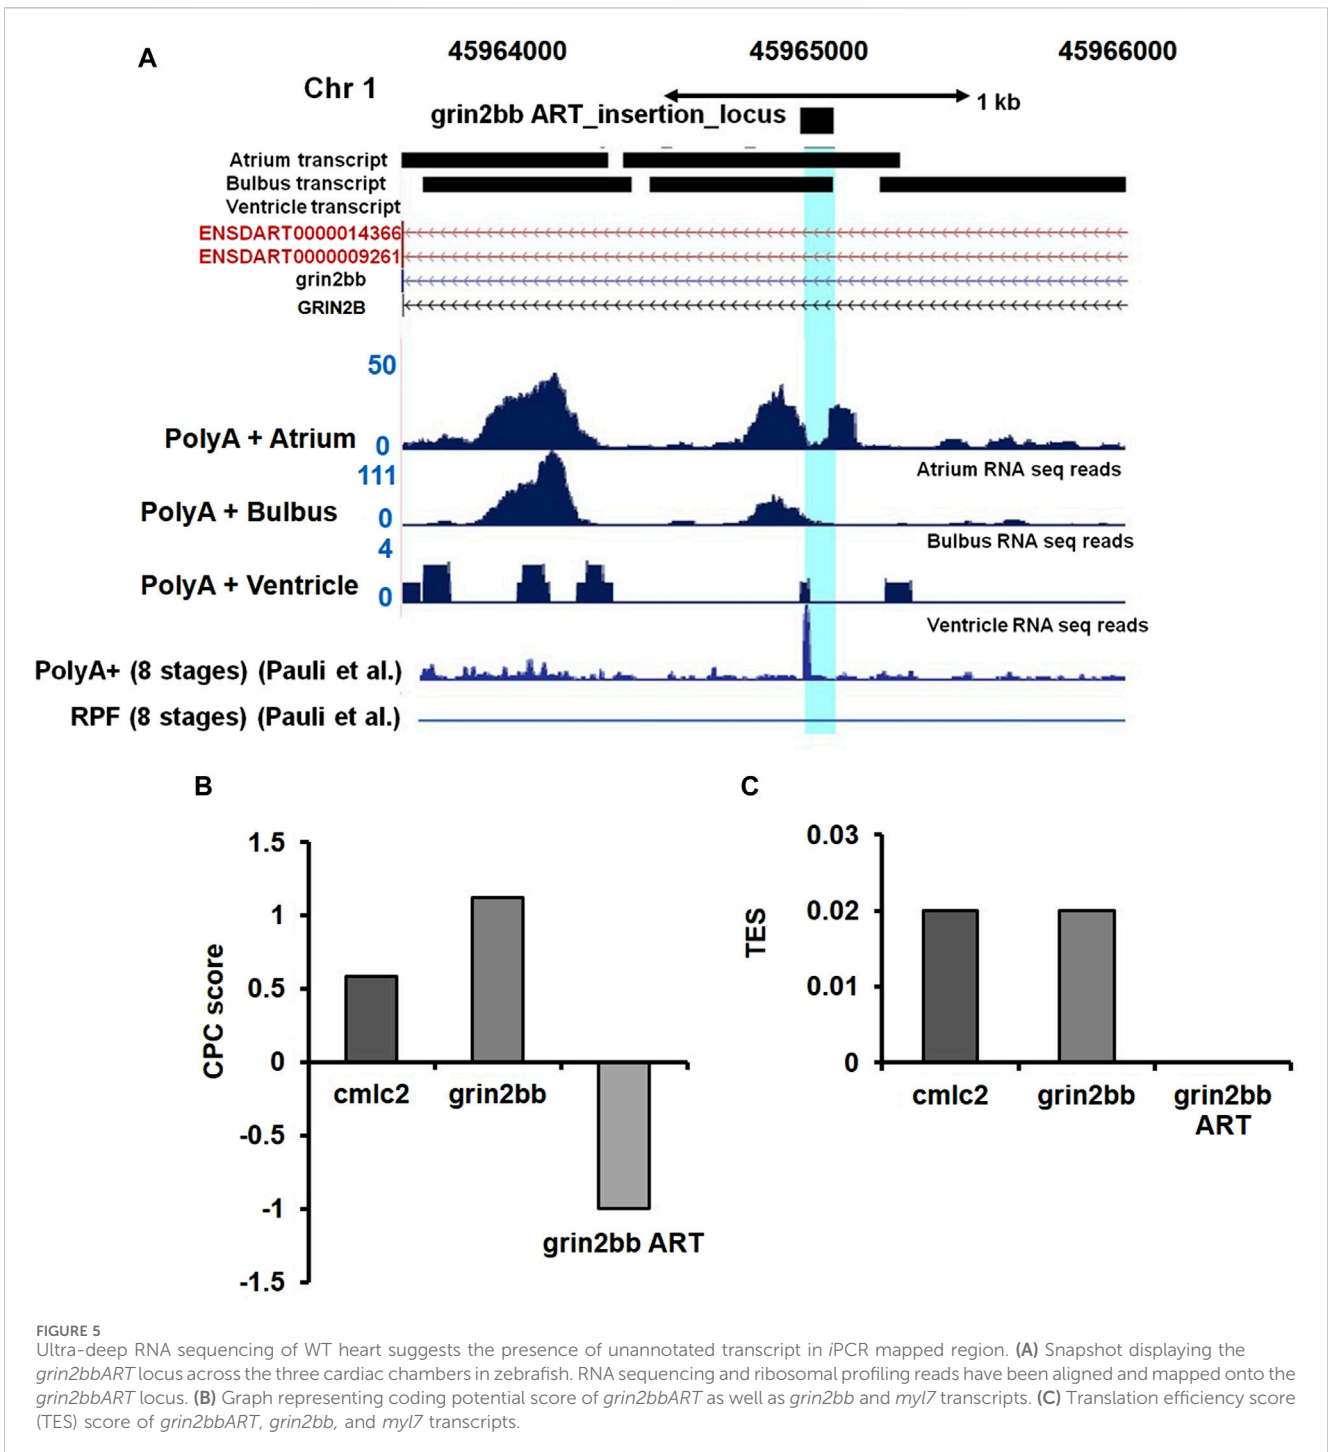 A
45964000 45965000 45966000
Chr 1
1 kb
grin2bb ART_insertion_locus
Atrium transcript
Bulbus transcript
Ventricle transcript
ENSDART0000014366
ENSDART0000009261
grin2bb
GRIN2B
50
PolyA + Atrium 0
Atrium RNA seq reads
111
PolyA + Bulbus 0
Bulbus RNA seq reads
4
PolyA + Ventricle 0
Ventricle RNA seq reads
PolyA+ (8 stages) (Pauli et al.)
RPF (8 stages) (Pauli et al.)
B
CPC score
1.5
1
0.5
0
-0.5
-1
-1.5
cmlc2 grin2bb
grin2bb ART
C
TES
0.03
0.02
0.01
0
cmlc2 grin2bb grin2bb
ART
FIGURE 5
Ultra-deep RNA sequencing of WT heart suggests the presence of unannotated transcript in iPCR mapped region. (A) Snapshot displaying the
grin2bbART locus across the three cardiac chambers in zebrafish. RNA sequencing and ribosomal profiling reads have been aligned and mapped onto the
grin2bbART locus. (B) Graph representing coding potential score of grin2bbART as well as grin2bb and myl7 transcripts. (C) Translation efficiency score
(TES) score of grin2bbART, grin2bb, and myl7 transcripts.